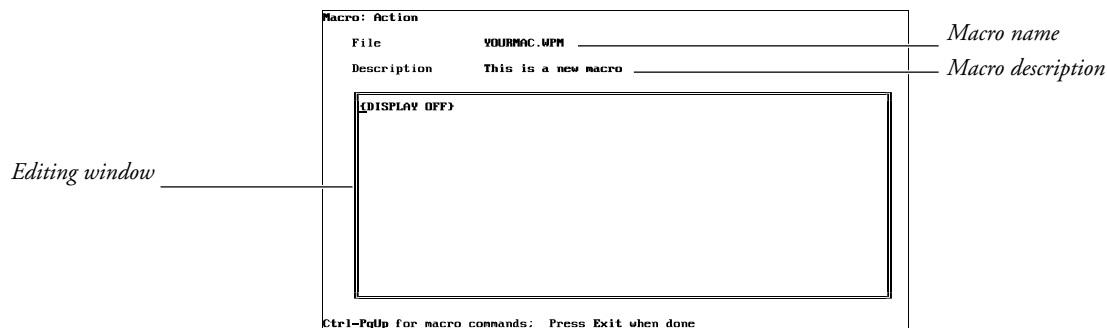 Macro: Action
File YOURMAC.WPM
Macro name
Description This is a new macro
Macro description
{DISPLAY OFF}
Editing window
Ctrl-PgUp for macro commands; Press Exit when done